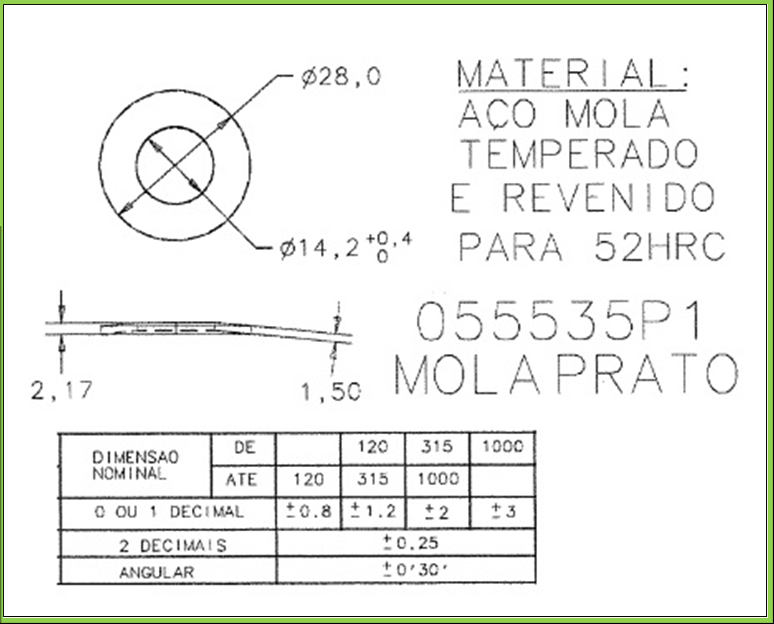 Ø28,0
MATERIAL:
AÇO MOLA
TEMPERADO
E REVENIDO
PARA 52HRC
Ø14,2 +0,4 0
055535P1
MOLA PRATO
2,17
1,50
DIMENSAO NOMINAL
DE 120 315 1000
ATE 120 315 1000
0 OU 1 DECIMAL ±0.8 ±1.2 ±2 ±3
2 DECIMAIS ±0.25
ANGULAR ±0'30'